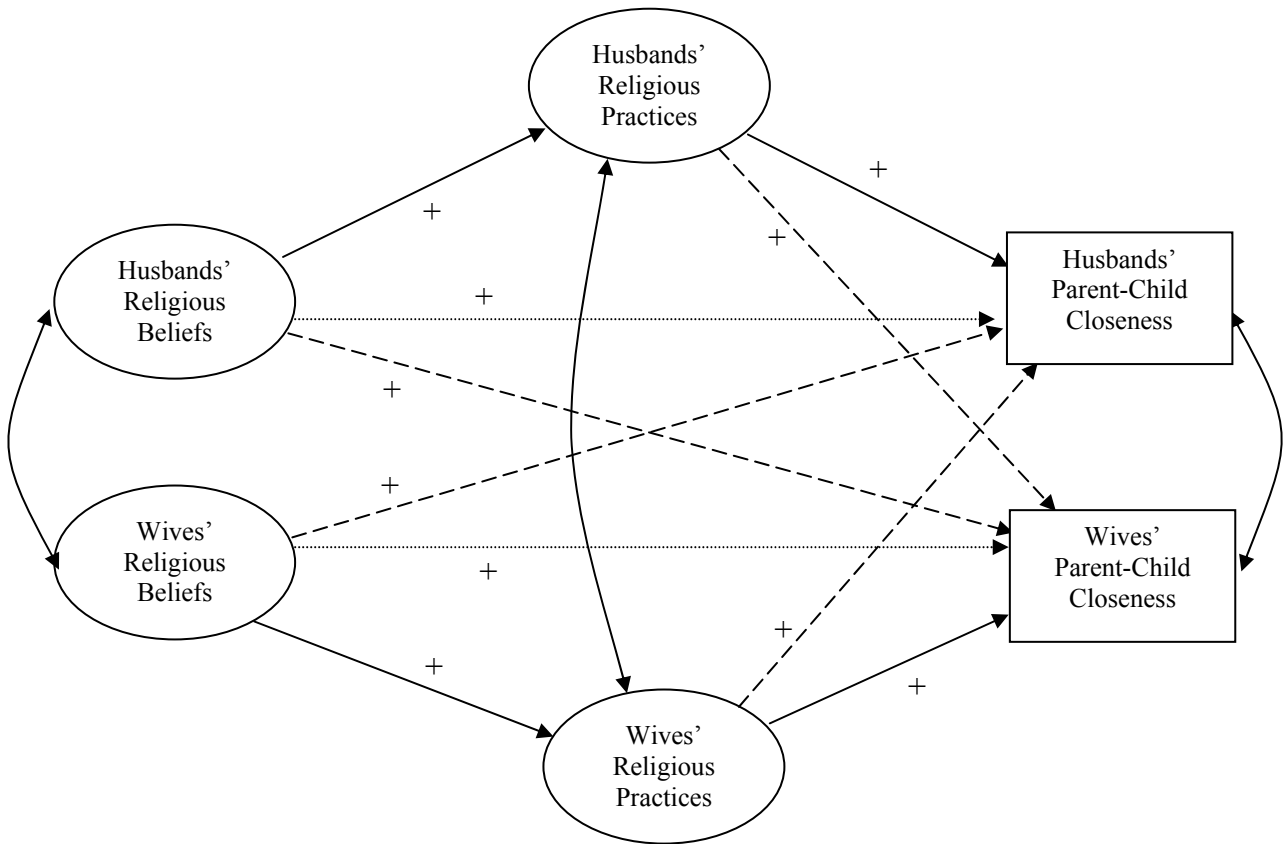 Husbands’
Religious
Practices
+
+
+
Husbands’
Religious
Beliefs
+
Husbands’
Parent-Child
Closeness
+
+
Wives’
Religious
Beliefs
+
Wives’
Parent-Child
Closeness
+
+
+
Wives’
Religious
Practices